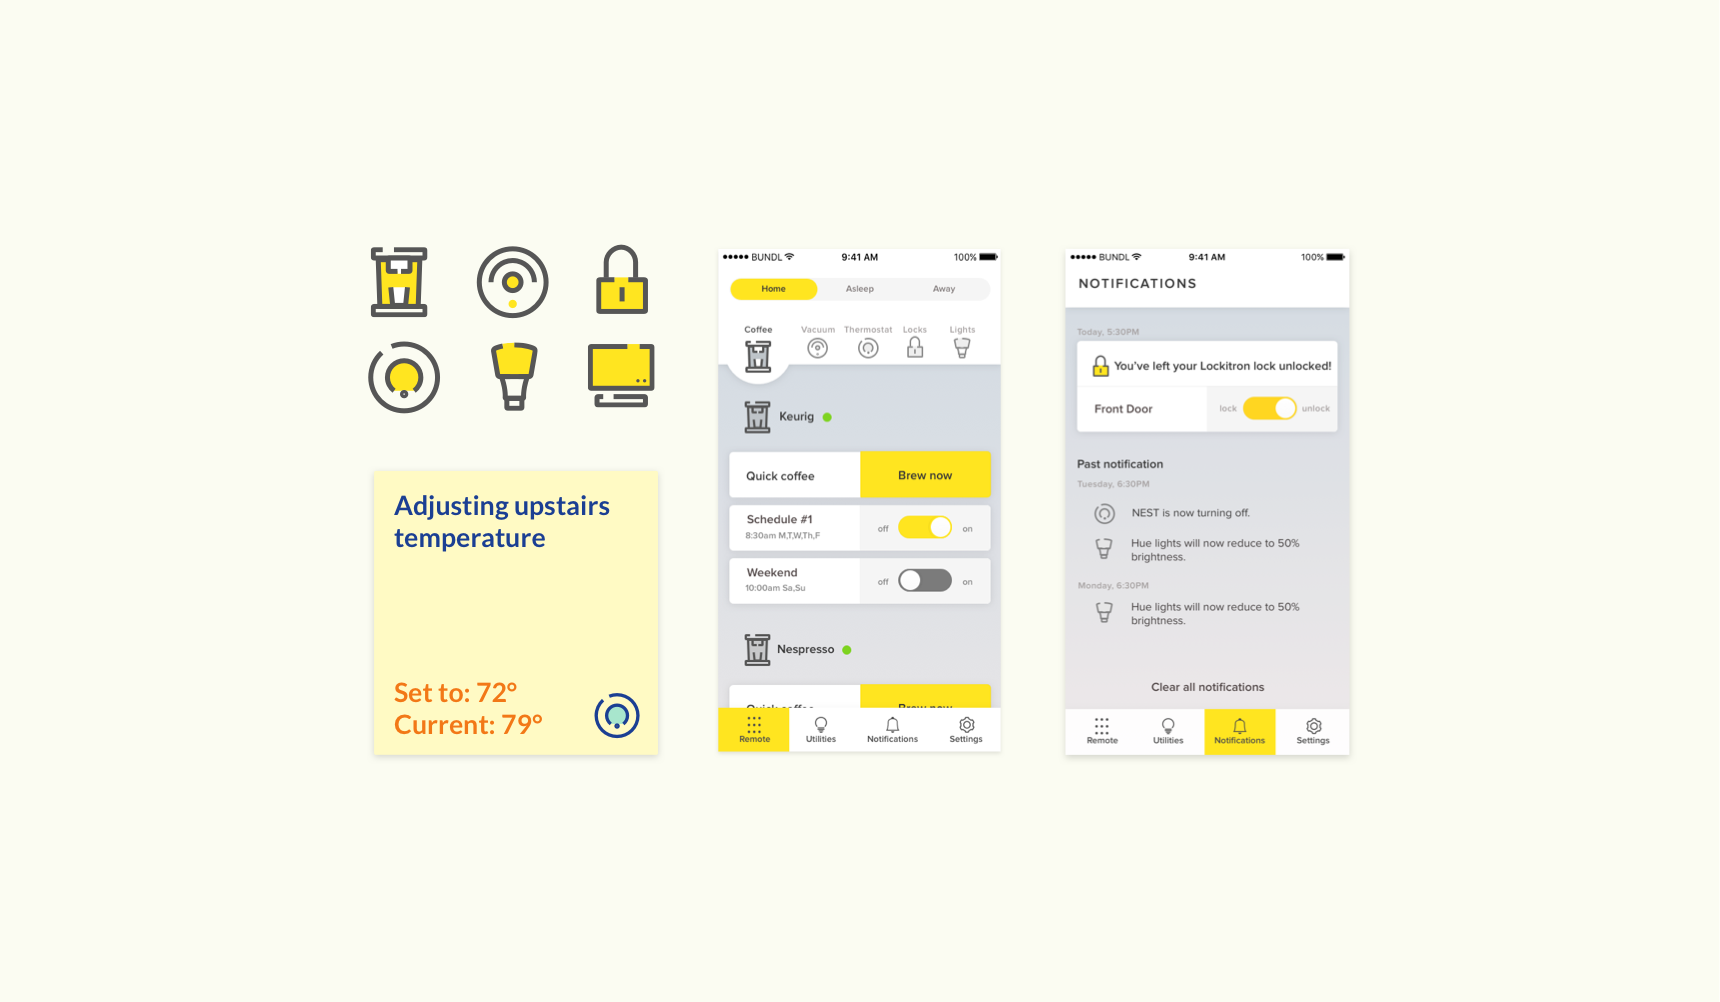 Adjusting upstairs
temperature
Set to: 72°
Current: 79°
BUNDL 9:41 AM 100%
Home Asleep Away
Coffee Vacuum Thermostat Locks Lights
Keurig
Quick coffee Brew now
Schedule #1
8:30am M,T,W,Th,F
off on
Weekend
10:00am Sa,Su
off on
Nespresso
Quick coffee Brew now
Remote Utilities Notifications Settings
BUNDL 9:41 AM 100%
NOTIFICATIONS
Today, 5:30PM
You've left your Lockitron lock unlocked!
Front Door lock unlock
Past notification
Tuesday, 6:30PM
NEST is now turning off.
Hue lights will now reduce to 50%
brightness.
Monday, 6:30PM
Hue lights will now reduce to 50%
brightness.
Clear all notifications
Remote Utilities Notifications Settings